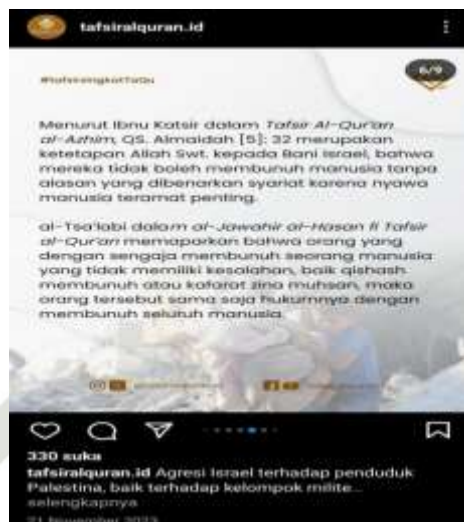 tafsiralquran.id
6/9
#tafsirsingkatTaQu
Menurut Ibnu Katsir dalam Tafsir Al-Qur'an
al-Azhim, QS. Almaidah [5]: 32 merupakan
ketetapan Allah Swt. kepada Bani Israel, bahwa
mereka tidak boleh membunuh manusia tanpa
alasan yang dibenarkan syariat karena nyawa
manusia teramat penting.
al-Tsa'labi dalam al-Jawahir al-Hasan fi Tafsir
al-Qur'an memaparkan bahwa orang yang
dengan sengaja membunuh seorang manusia
yang tidak memiliki kesalahan, baik qishash
membunuh atau kafarat zina muhsan, maka
orang tersebut sama saja hukumnya dengan
membunuh seluruh manusia.
330 suka
tafsiralquran.id Agresi Israel terhadap penduduk
Palestina, baik terhadap kelompok milite...
selengkapnya
21 November 2023